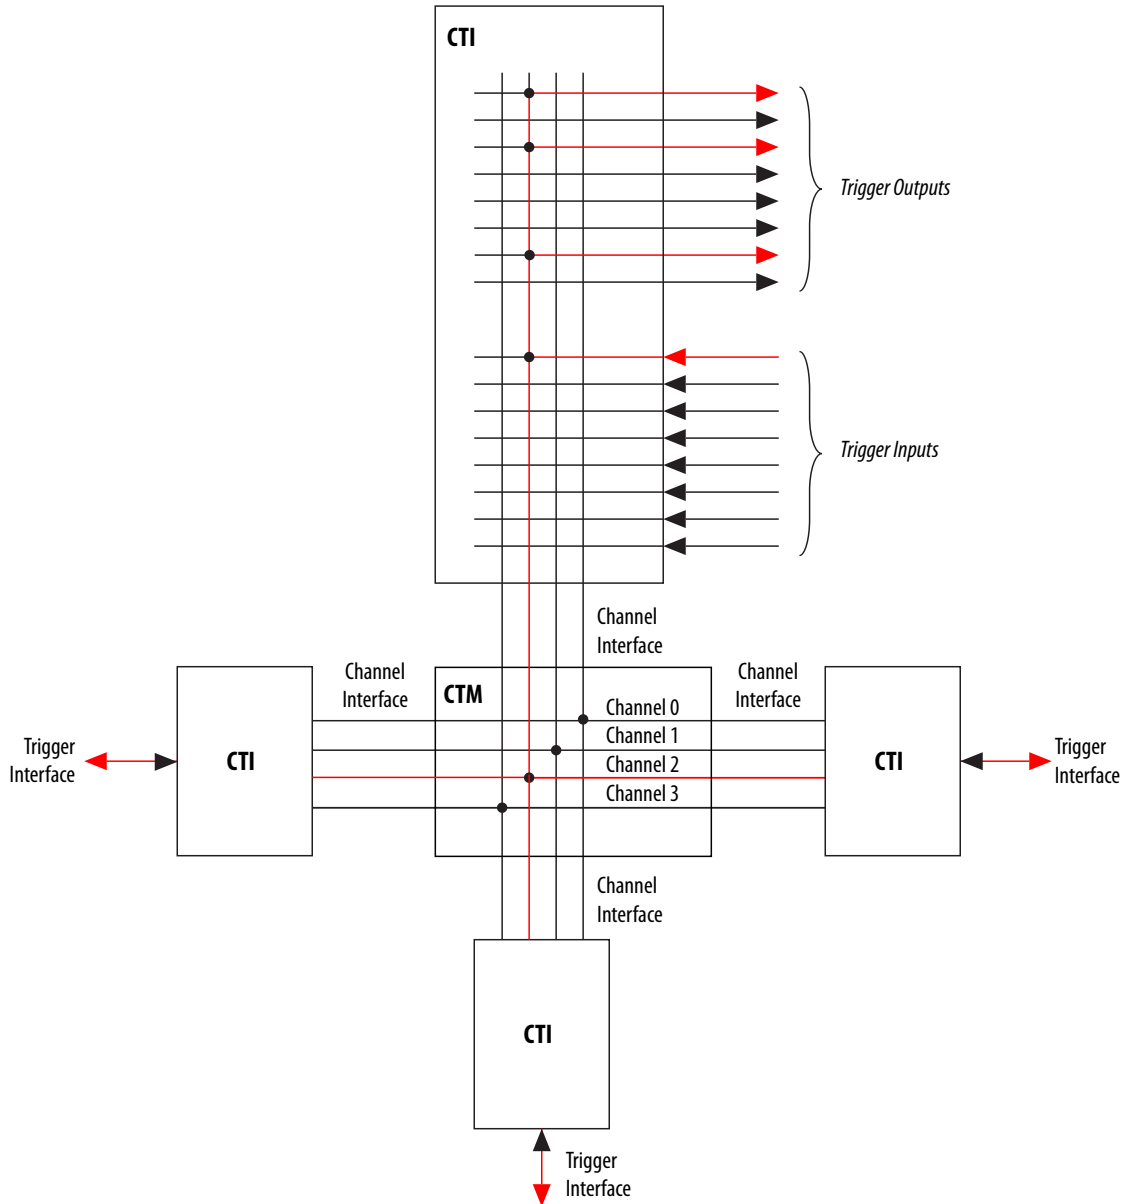 CTI
Trigger Outputs
Trigger Inputs
Channel
Interface
Channel
Interface
CTM
Channel
Interface
Channel 0
Channel 1
Channel 2
Channel 3
Trigger
Interface
CTI
CTI
Trigger
Interface
Channel
Interface
CTI
Trigger
Interface